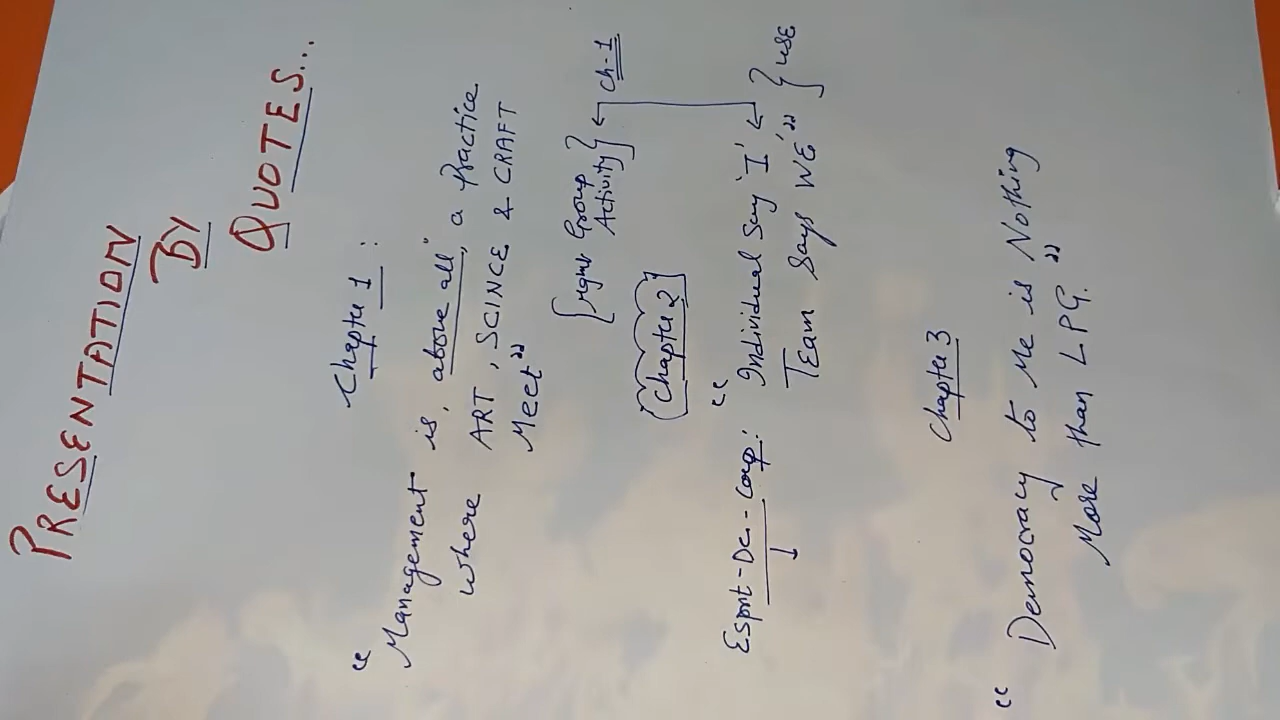 PRESENTATION
BY
QUOTES...
Chapter 1 :
“ Management is, above all, a Practice
where ART, SCINCE & CRAFT
Meet”
[Mgmt Group Activity} ← Ch-1
[Chapter 2]
Esprit-De-Corp: “ Individual Say 'I'
Team Says WE'” } USE
Chapter 3
“ Democracy to Me is Nothing
More than LPG.”